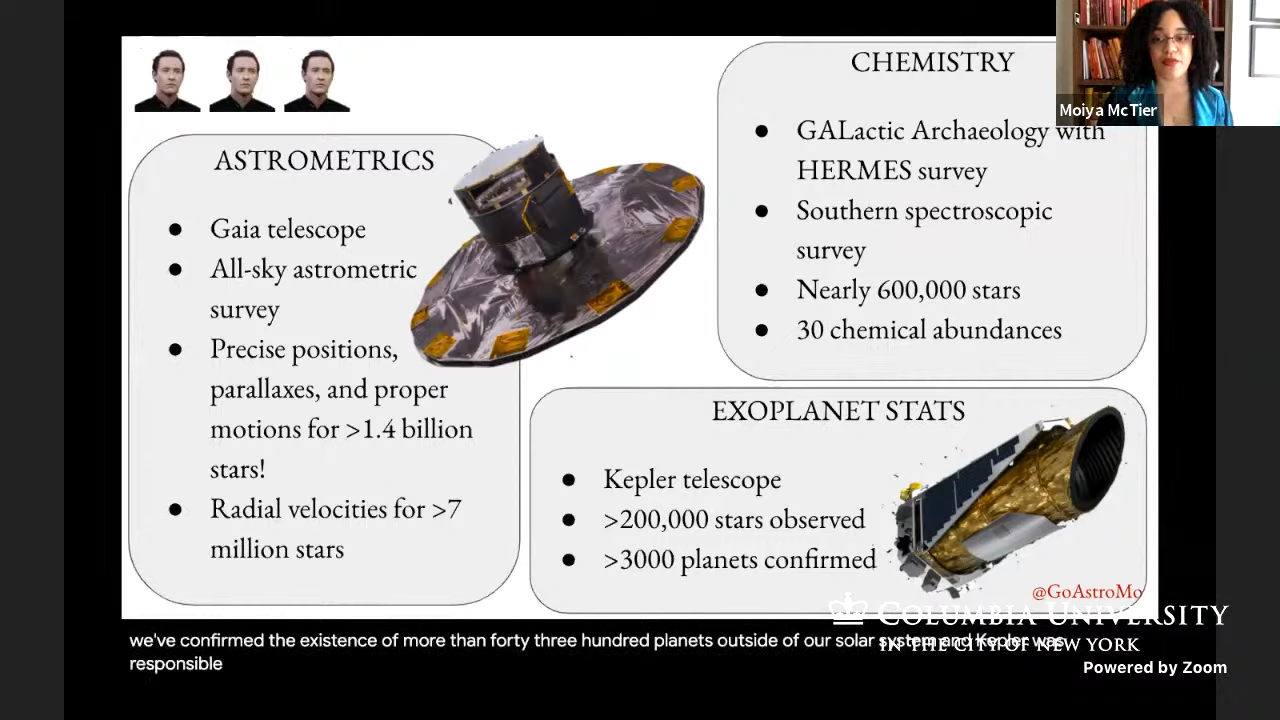 Moiya McTier
ASTROMETRICS
● Gaia telescope
● All-sky astrometric
survey
● Precise positions,
parallaxes, and proper
motions for >1.4 billion
stars!
● Radial velocities for >7
million stars
CHEMISTRY
● GALactic Archaeology with
HERMES survey
● Southern spectroscopic
survey
● Nearly 600,000 stars
● 30 chemical abundances
EXOPLANET STATS
● Kepler telescope
● >200,000 stars observed
● >3000 planets confirmed
@GoAstroMo
COLUMBIA UNIVERSITY
IN THE CITY OF NEW YORK
we've confirmed the existence of more than forty three hundred planets outside of our solar system and Kepler was
responsible
Powered by Zoom